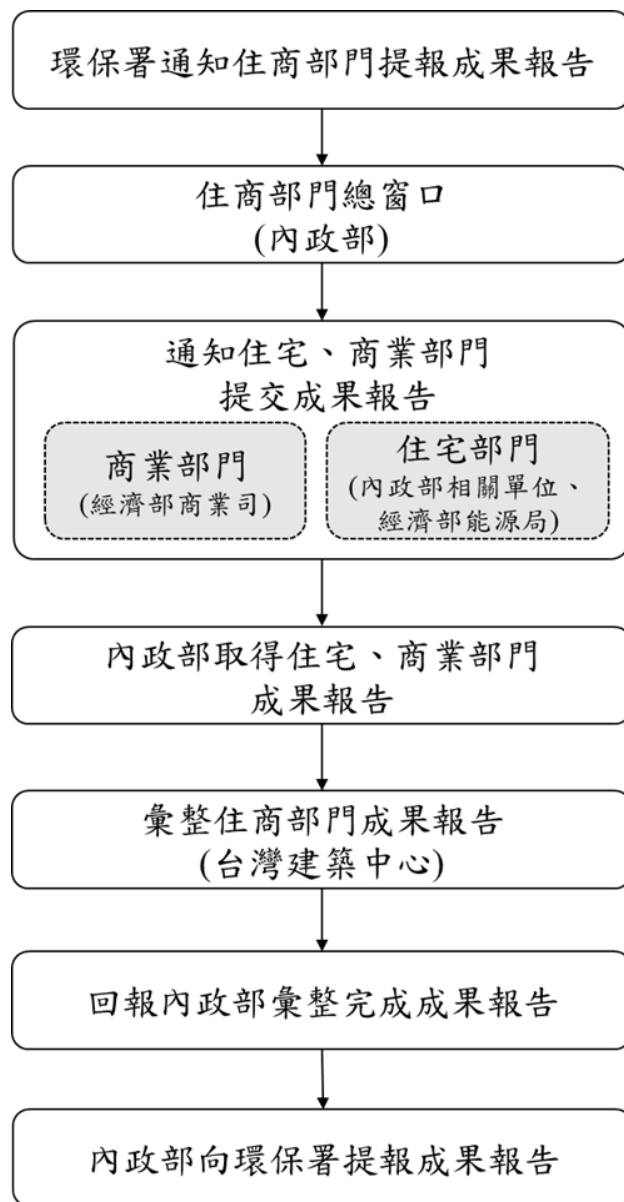 環保署通知住商部門提報成果報告
住商部門總窗口
(內政部)
通知住宅、商業部門
提交成果報告
商業部門
(經濟部商業司)
住宅部門
(內政部相關單位、
經濟部能源局)
內政部取得住宅、商業部門
成果報告
彙整住商部門成果報告
(台灣建築中心)
回報內政部彙整完成成果報告
內政部向環保署提報成果報告